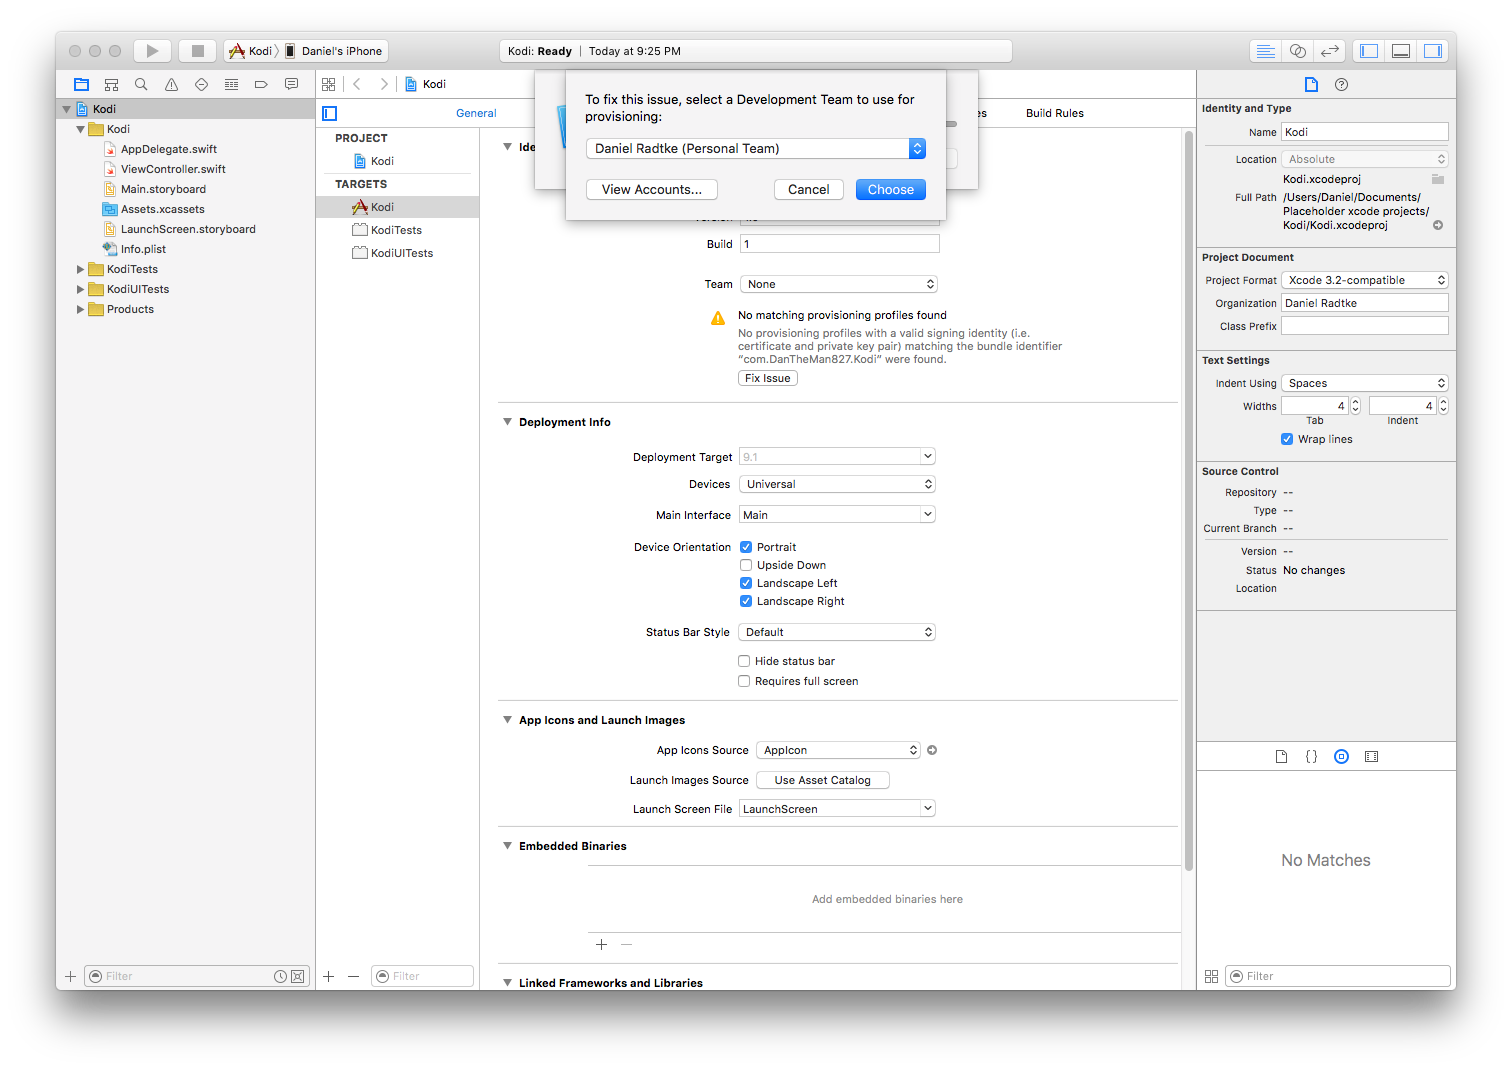 Kodi
Daniel's iPhone
Kodi: Ready | Today at 9:25 PM
Kodi
Kodi
AppDelegate.swift
ViewController.swift
Main.storyboard
Assets.xcassets
LaunchScreen.storyboard
Info.plist
KodiTests
KodiUITests
Products
Filter
Kodi
General
Build Rules
PROJECT
Kodi
TARGETS
Kodi
KodiTests
KodiUITests
Filter
To fix this issue, select a Development Team to use for
provisioning:
Daniel Radtke (Personal Team)
View Accounts...
Cancel
Choose
Build 1
Team None
No matching provisioning profiles found
No provisioning profiles with a valid signing identity (i.e.
certificate and private key pair) matching the bundle identifier
“com.DanTheMan827.Kodi” were found.
Fix Issue
Deployment Info
Deployment Target 9.1
Devices Universal
Main Interface Main
Device Orientation Portrait
Upside Down
Landscape Left
Landscape Right
Status Bar Style Default
Hide status bar
Requires full screen
App Icons and Launch Images
App Icons Source AppIcon
Launch Images Source Use Asset Catalog
Launch Screen File LaunchScreen
Embedded Binaries
Add embedded binaries here
Linked Frameworks and Libraries
Identity and Type
Name Kodi
Location Absolute
Kodi.xcodeproj
Full Path /Users/Daniel/Documents/
Placeholder xcode projects/
Kodi/Kodi.xcodeproj
Project Document
Project Format Xcode 3.2-compatible
Organization Daniel Radtke
Class Prefix
Text Settings
Indent Using Spaces
Widths 4 4
Tab Indent
Wrap lines
Source Control
Repository --
Type --
Current Branch --
Version --
Status No changes
Location
No Matches
Filter